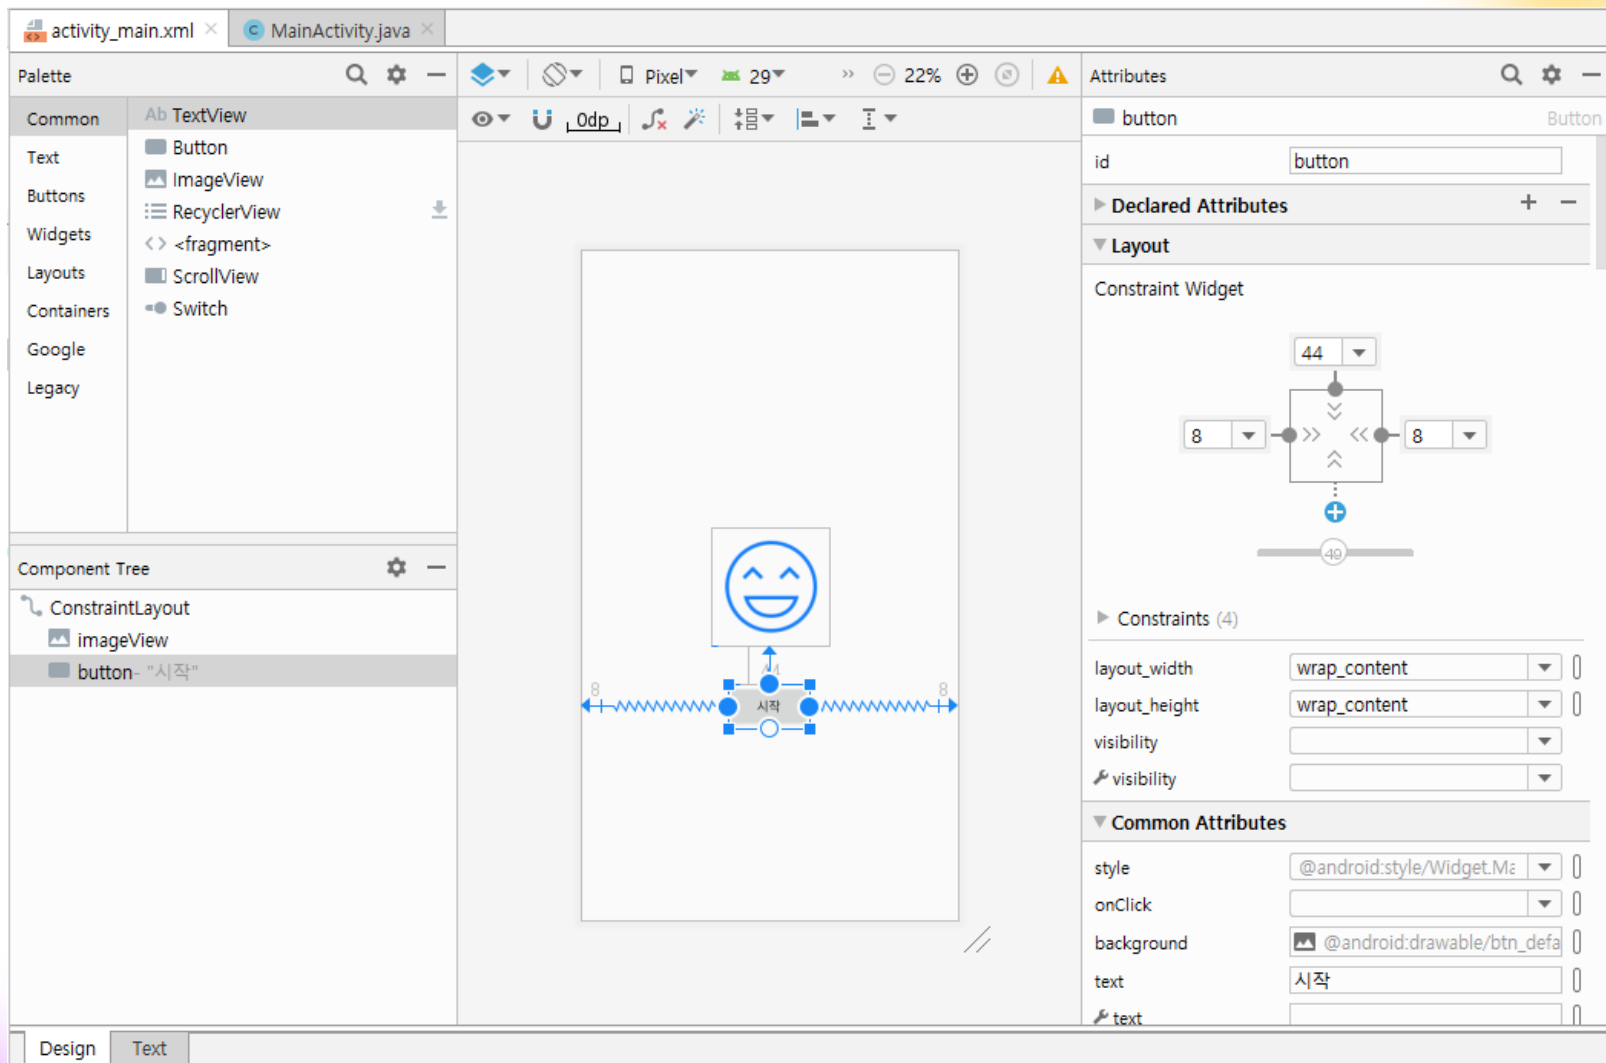 activity_main.xml
MainActivity.java
Palette
Common
Text
Buttons
Widgets
Layouts
Containers
Google
Legacy
Ab TextView
Button
ImageView
RecyclerView
<fragment>
ScrollView
Switch
Component Tree
ConstraintLayout
imageView
button- "시작"
Pixel
29
22%
0dp
44
8
시작
8
Attributes
button
Button
id
button
Declared Attributes
Layout
Constraint Widget
44
8
8
49
Constraints (4)
layout_width wrap_content
layout_height wrap_content
visibility
visibility
Common Attributes
style @android:style/Widget.Ma
onClick
background @android:drawable/btn_defa
text 시작
text
Design
Text